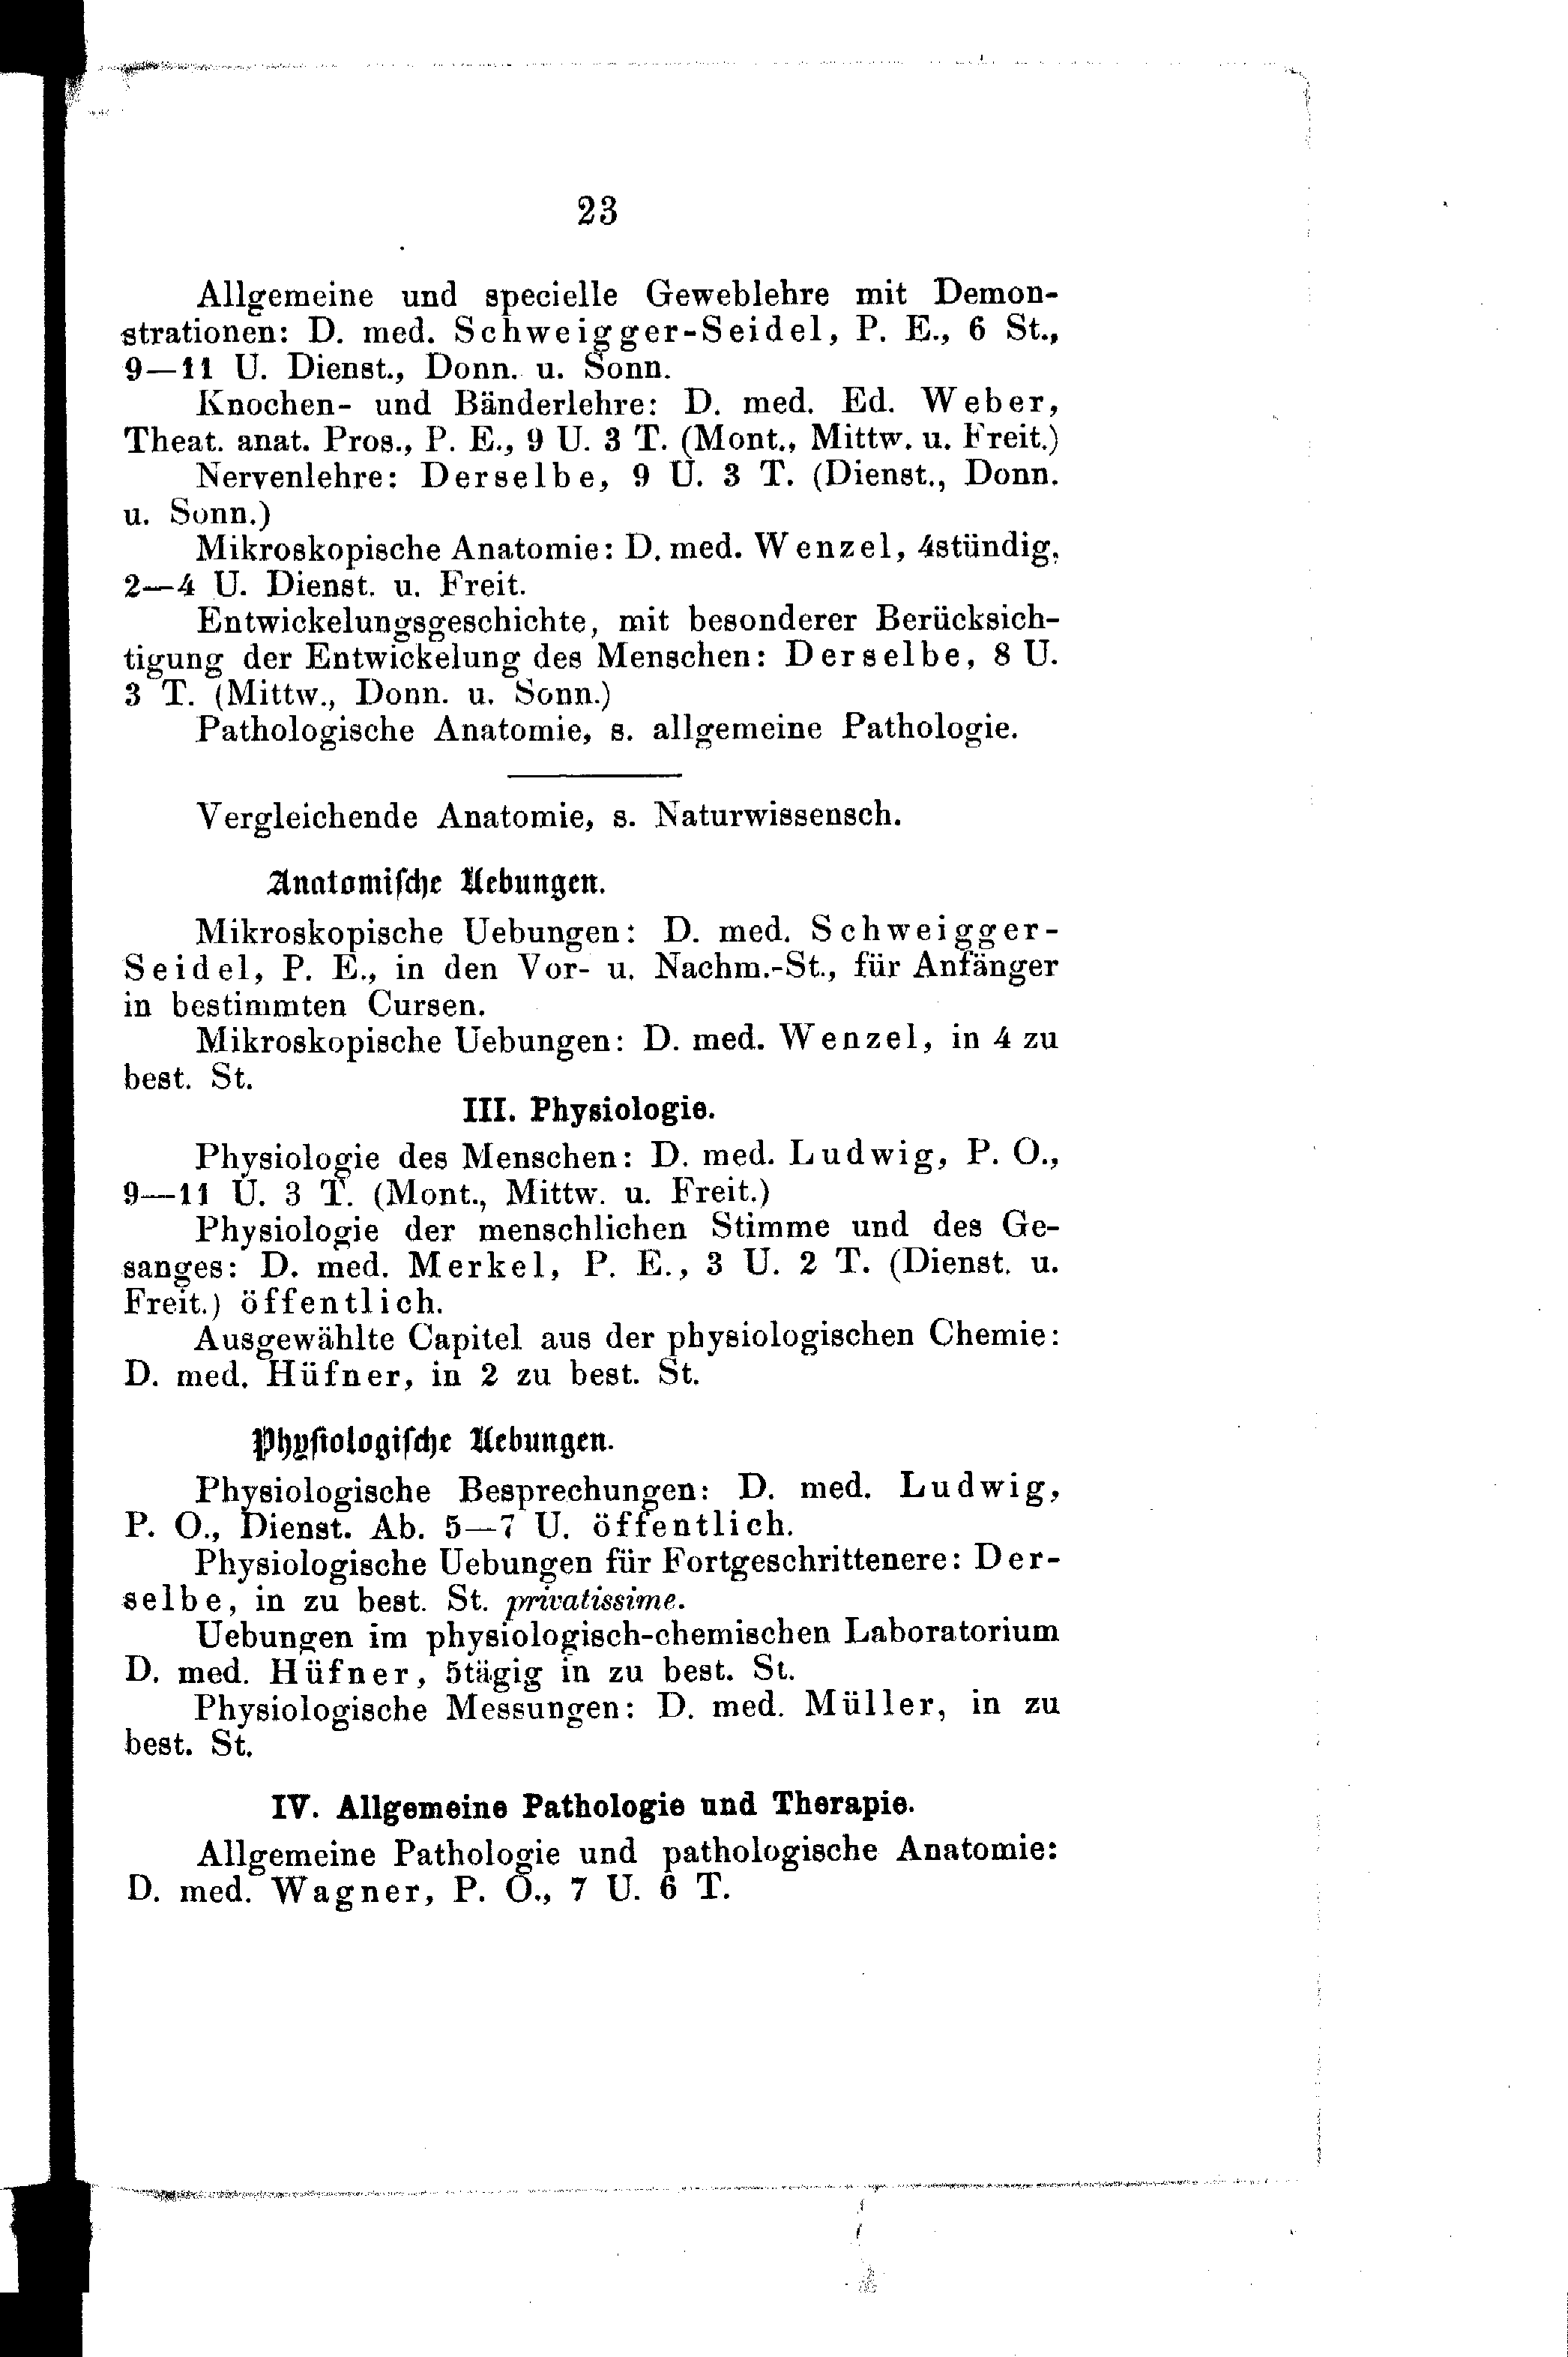 23
Allgemeine und specielle Geweblehre mit Demon-
strationen: D. med. Schweigger-Seidel, P. E., 6 St.,
9—11 U. Dienst., Donn. u. Sonn.
Knochen- und Bänderlehre: D. med. Ed. Weber,
Theat. anat. Pros., P. E., 9 U. 3 T. (Mont., Mittw. u. Freit.)
Nervenlehre: Derselbe, 9 U. 3 T. (Dienst., Donn.
u. Sonn.)
Mikroskopische Anatomie: D. med. Wenzel, 4stündig,
2—4 U. Dienst. u. Freit.
Entwickelungsgeschichte, mit besonderer Berücksich-
tigung der Entwickelung des Menschen: Derselbe, 8 U.
3 T. (Mittw., Donn. u. Sonn.)
Pathologische Anatomie, s. allgemeine Pathologie.
Vergleichende Anatomie, s. Naturwissensch.
Anatomiſche Uebungen.
Mikroskopische Uebungen: D. med. Schweigger-
Seidel, P. E., in den Vor- u. Nachm.-St., für Anfänger
in bestimmten Cursen.
Mikroskopische Uebungen: D. med. Wenzel, in 4 zu
best. St.
III. Physiologie.
Physiologie des Menschen: D. med. Ludwig, P. O.,
9—11 U. 3 T. (Mont., Mittw. u. Freit.)
Physiologie der menschlichen Stimme und des Ge-
sanges: D. med. Merkel, P. E., 3 U. 2 T. (Dienst. u.
Freit.) öffentlich.
Ausgewählte Capitel aus der physiologischen Chemie:
D. med. Hüfner, in 2 zu best. St.
Phyſiologiſche Uebungen.
Physiologische Besprechungen: D. med. Ludwig,
P. O., Dienst. Ab. 5—7 U. öffentlich.
Physiologische Uebungen für Fortgeschrittenere: Der-
selbe, in zu best. St. privatissime.
Uebungen im physiologisch-chemischen Laboratorium
D. med. Hüfner, 5tägig in zu best. St.
Physiologische Messungen: D. med. Müller, in zu
best. St.
IV. Allgemeine Pathologie und Therapie.
Allgemeine Pathologie und pathologische Anatomie:
D. med. Wagner, P. O., 7 U. 6 T.